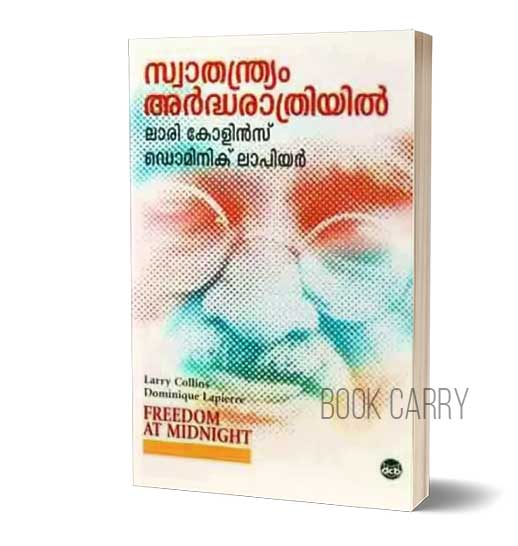 സ്വാതന്ത്ര്യം
അർദ്ധരാത്രിയിൽ
ലാരി കോളിൻസ്
ഡൊമിനിക് ലാപിയർ
Larry Collins
Dominique Lapierre
FREEDOM
AT MIDNIGHT
BOOK CARRY
dcb